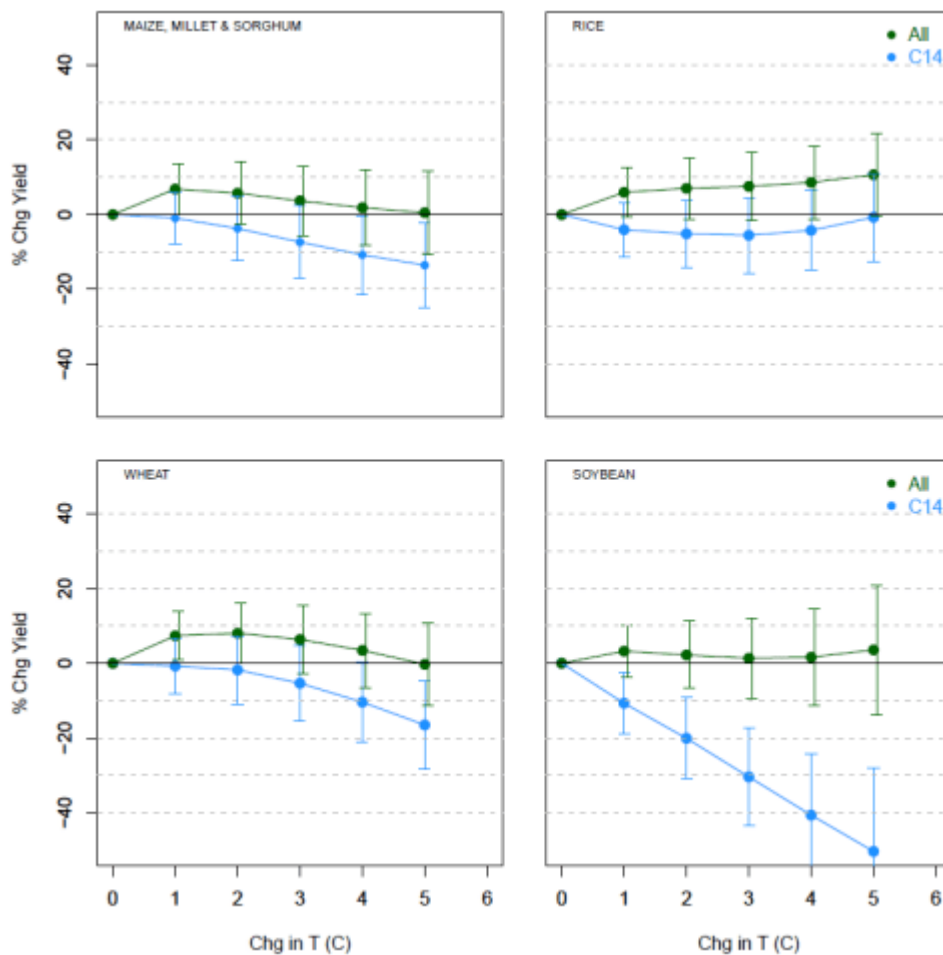 MAIZE, MILLET & SORGHUM
RICE
All
C14
40
20
0
−20
−40
% Chg Yield
WHEAT
SOYBEAN
All
C14
40
20
0
−20
−40
% Chg Yield
0 1 2 3 4 5 6
0 1 2 3 4 5 6
Chg in T (C)
Chg in T (C)